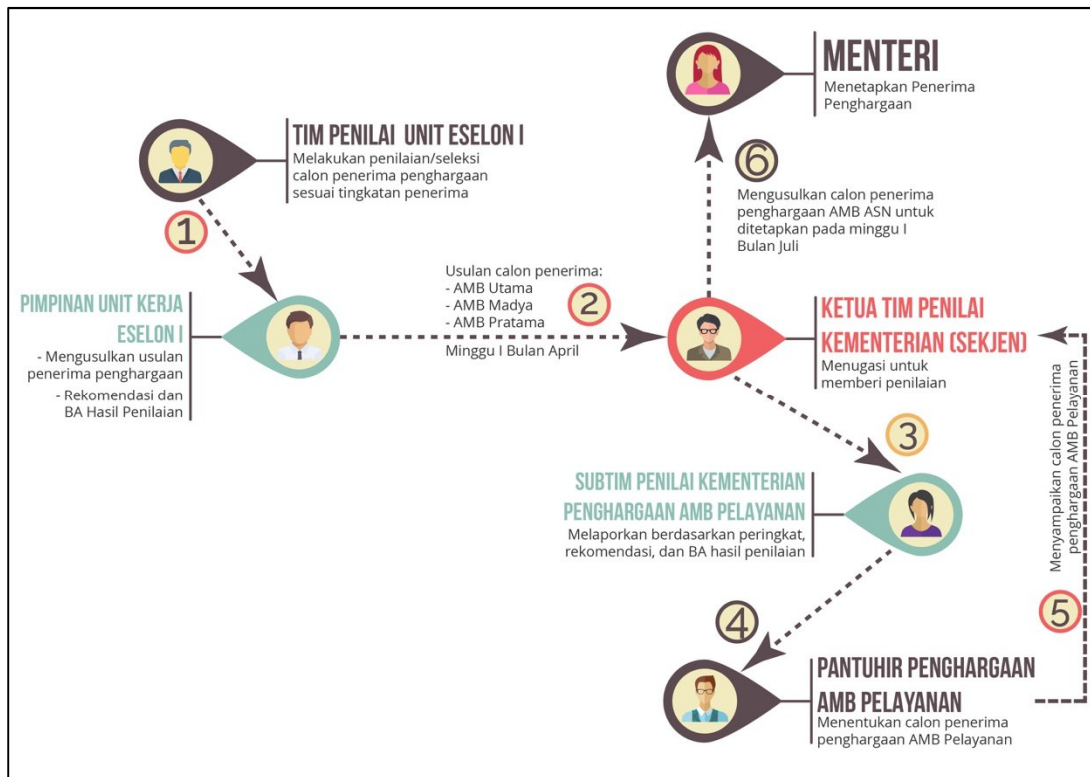 TIM PENILAI UNIT ESELON I
Melakukan penilaian/seleksi
calon penerima penghargaan
sesuai tingkatan penerima
1
PIMPINAN UNIT KERJA
ESELON I
- Mengusulkan usulan
penerima penghargaan
- Rekomendasi dan
BA Hasil Penilaian
Usulan calon penerima:
- AMB Utama
- AMB Madya
- AMB Pratama
2
Minggu I Bulan April
MENTERI
Menetapkan Penerima
Penghargaan
6
Mengusulkan calon penerima
penghargaan AMB ASN untuk
ditetapkan pada minggu I
Bulan Juli
KETUA TIM PENILAI
KEMENTERIAN (SEKJEN)
Menugasi untuk
memberi penilaian
3
SUBTIM PENILAI KEMENTERIAN
PENGHARGAAN AMB PELAYANAN
Melaporkan berdasarkan peringkat,
rekomendasi, dan BA hasil penilaian
4
PANTUHIR PENGHARGAAN
AMB PELAYANAN
Menentukan calon penerima
penghargaan AMB Pelayanan
5
Menyampaikan calon penerima
penghargaan AMB Pelayanan